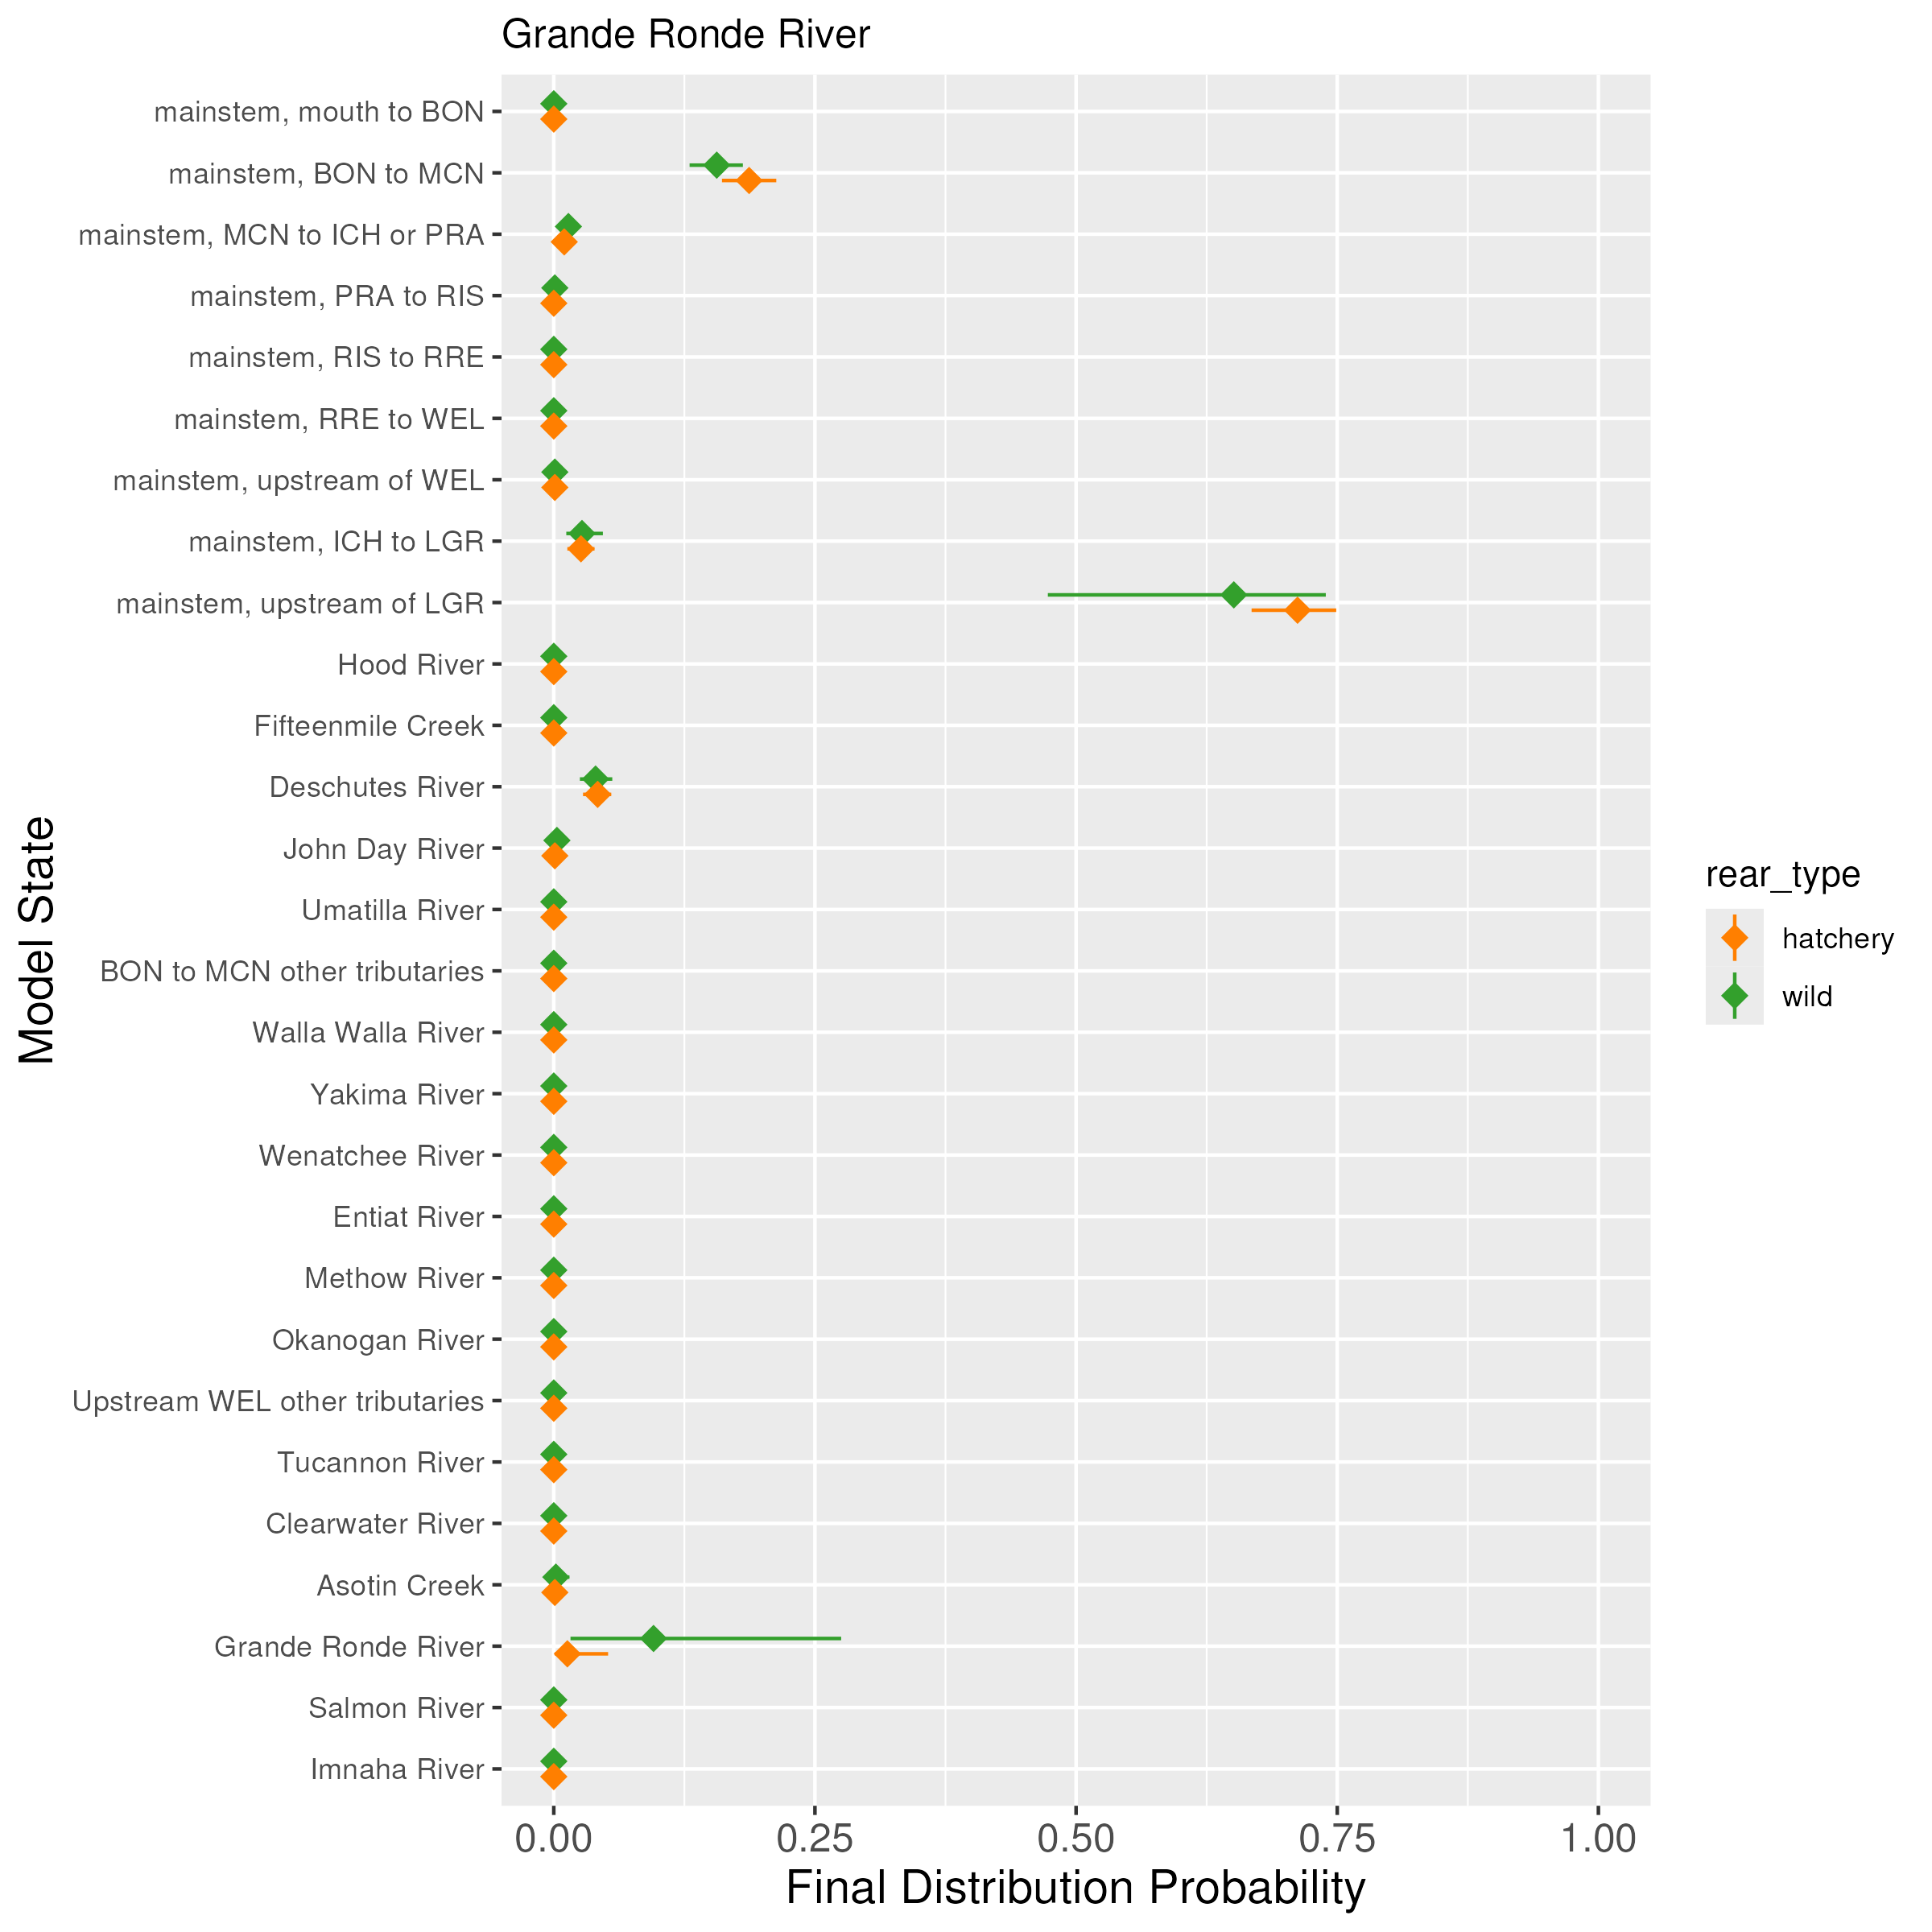 Grande Ronde River
mainstem, mouth to BON
mainstem, BON to MCN
mainstem, MCN to ICH or PRA
mainstem, PRA to RIS
mainstem, RIS to RRE
mainstem, RRE to WEL
mainstem, upstream of WEL
mainstem, ICH to LGR
mainstem, upstream of LGR
Hood River
Fifteenmile Creek
Deschutes River
John Day River
Umatilla River
BON to MCN other tributaries
Walla Walla River
Yakima River
Wenatchee River
Entiat River
Methow River
Okanogan River
Upstream WEL other tributaries
Tucannon River
Clearwater River
Asotin Creek
Grande Ronde River
Salmon River
Imnaha River
Model State
0.00 0.25 0.50 0.75 1.00
Final Distribution Probability
rear_type
hatchery
wild